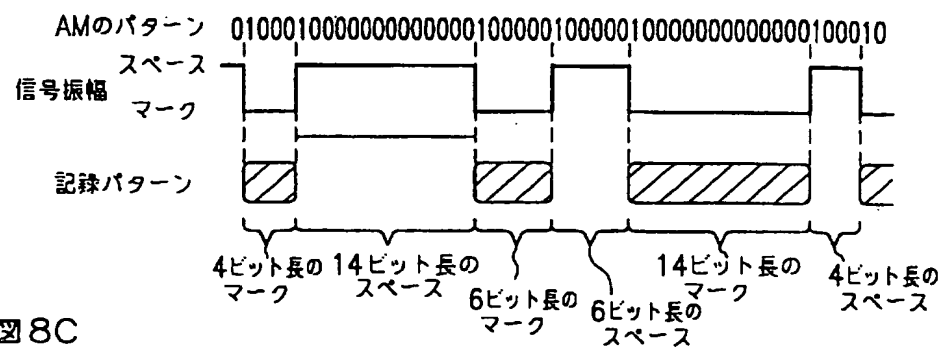 AMのパターン 010001000000000000010000010000010000000000000100010
スペース
信号振幅
マーク
記録パターン
4ビット長の
マーク
14ビット長の
スペース
6ビット長の
マーク
6ビット長の
スペース
14ビット長の
マーク
4ビット長の
スペース
図8C